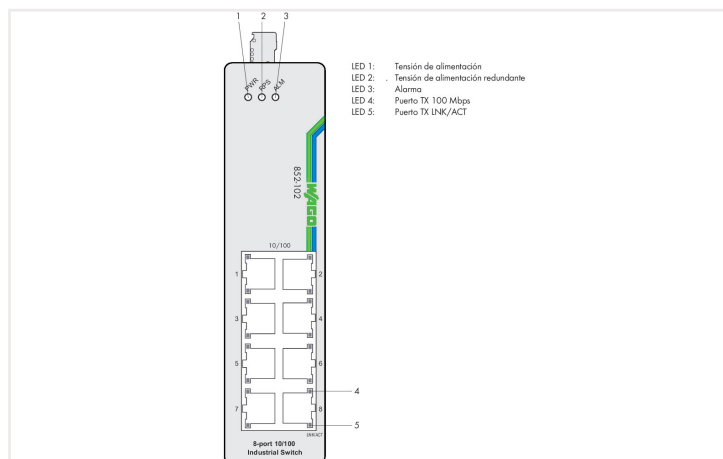 1 2 3
LED 1: Tensión de alimentación
LED 2: . Tensión de alimentación redundante
LED 3: Alarma
LED 4: Puerto TX 100 Mbps
LED 5: Puerto TX LNK/ACT
PWR RPS ALM
852-102
WAGO
10/100
1 2
3 4
5 6
4
7 8
5
LNK/ACT
8-port 10/100
Industrial Switch